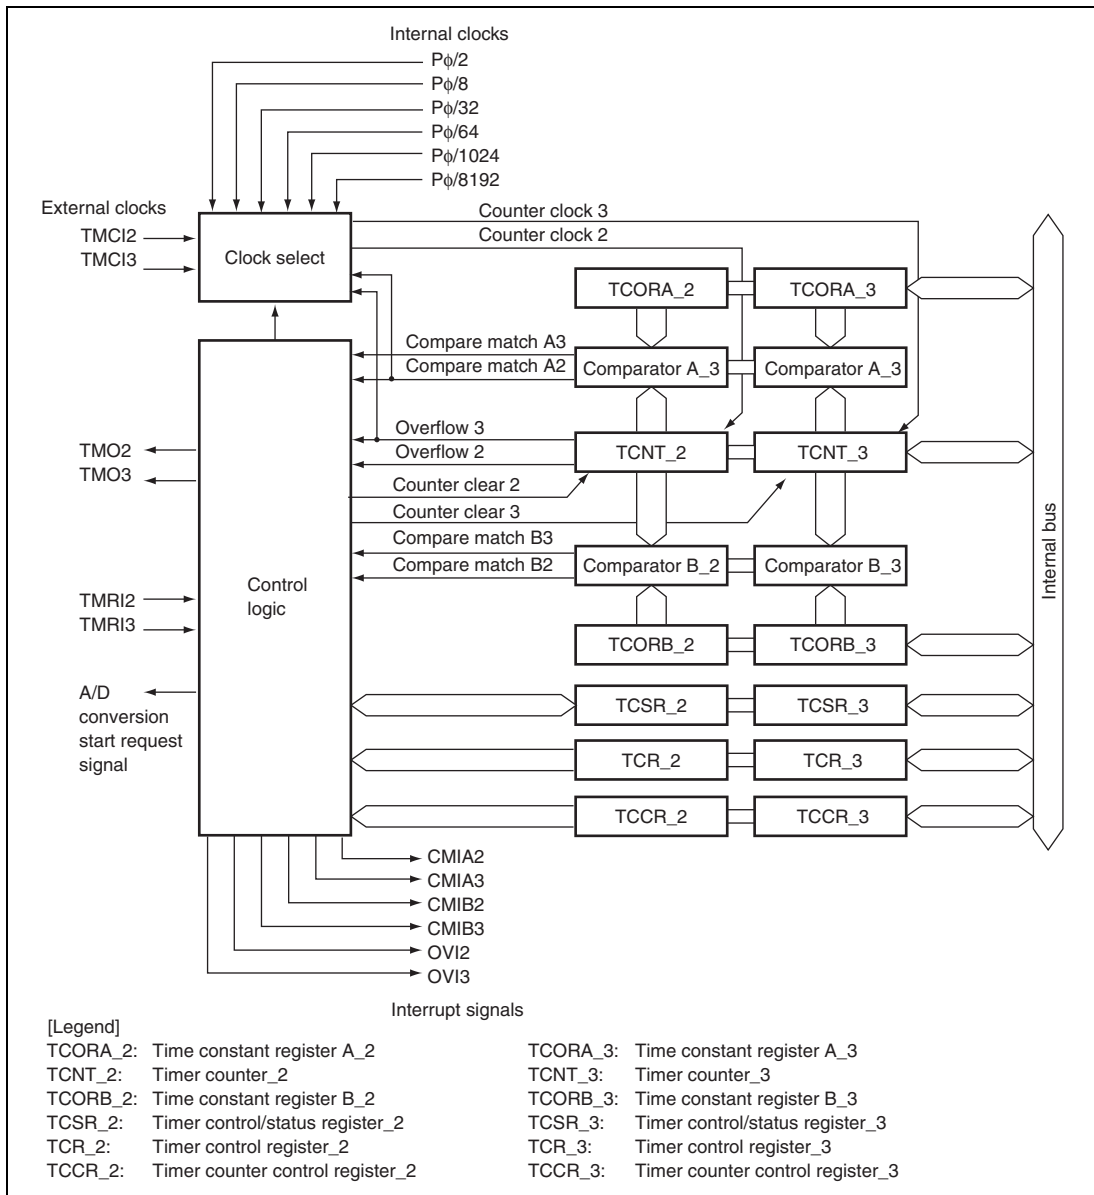 Internal clocks
Pϕ/2
Pϕ/8
Pϕ/32
Pϕ/64
Pϕ/1024
Pϕ/8192
External clocks
TMCI2
TMCI3
Clock select
Counter clock 3
Counter clock 2
TCORA_2
TCORA_3
Compare match A3
Compare match A2
Comparator A_3
Comparator A_3
TMO2
TMO3
Overflow 3
Overflow 2
TCNT_2
TCNT_3
Counter clear 2
Counter clear 3
Compare match B3
Compare match B2
Comparator B_2
Comparator B_3
Control
logic
TMRI2
TMRI3
TCORB_2
TCORB_3
A/D
conversion
start request
signal
TCSR_2
TCSR_3
TCR_2
TCR_3
TCCR_2
TCCR_3
Internal bus
CMIA2
CMIA3
CMIB2
CMIB3
OVI2
OVI3
Interrupt signals
[Legend]
TCORA_2: Time constant register A_2
TCNT_2: Timer counter_2
TCORB_2: Time constant register B_2
TCSR_2: Timer control/status register_2
TCR_2: Timer control register_2
TCCR_2: Timer counter control register_2
TCORA_3: Time constant register A_3
TCNT_3: Timer counter_3
TCORB_3: Time constant register B_3
TCSR_3: Timer control/status register_3
TCR_3: Timer control register_3
TCCR_3: Timer counter control register_3